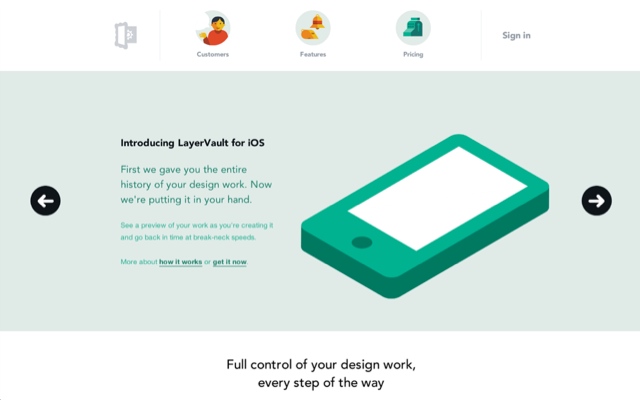 Customers
Features
Pricing
Sign in
Introducing LayerVault for iOS
First we gave you the entire
history of your design work. Now
we're putting it in your hand.
See a preview of your work as you're creating it
and go back in time at break-neck speeds.
More about how it works or get it now.
Full control of your design work,
every step of the way